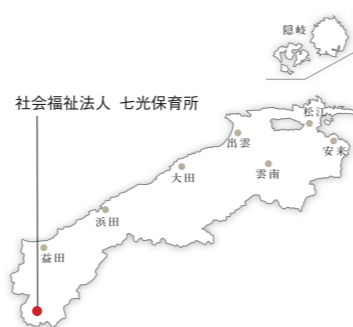 隠岐
社会福祉法人 七光保育所
松江
出雲
安来
大田
雲南
浜田
益田